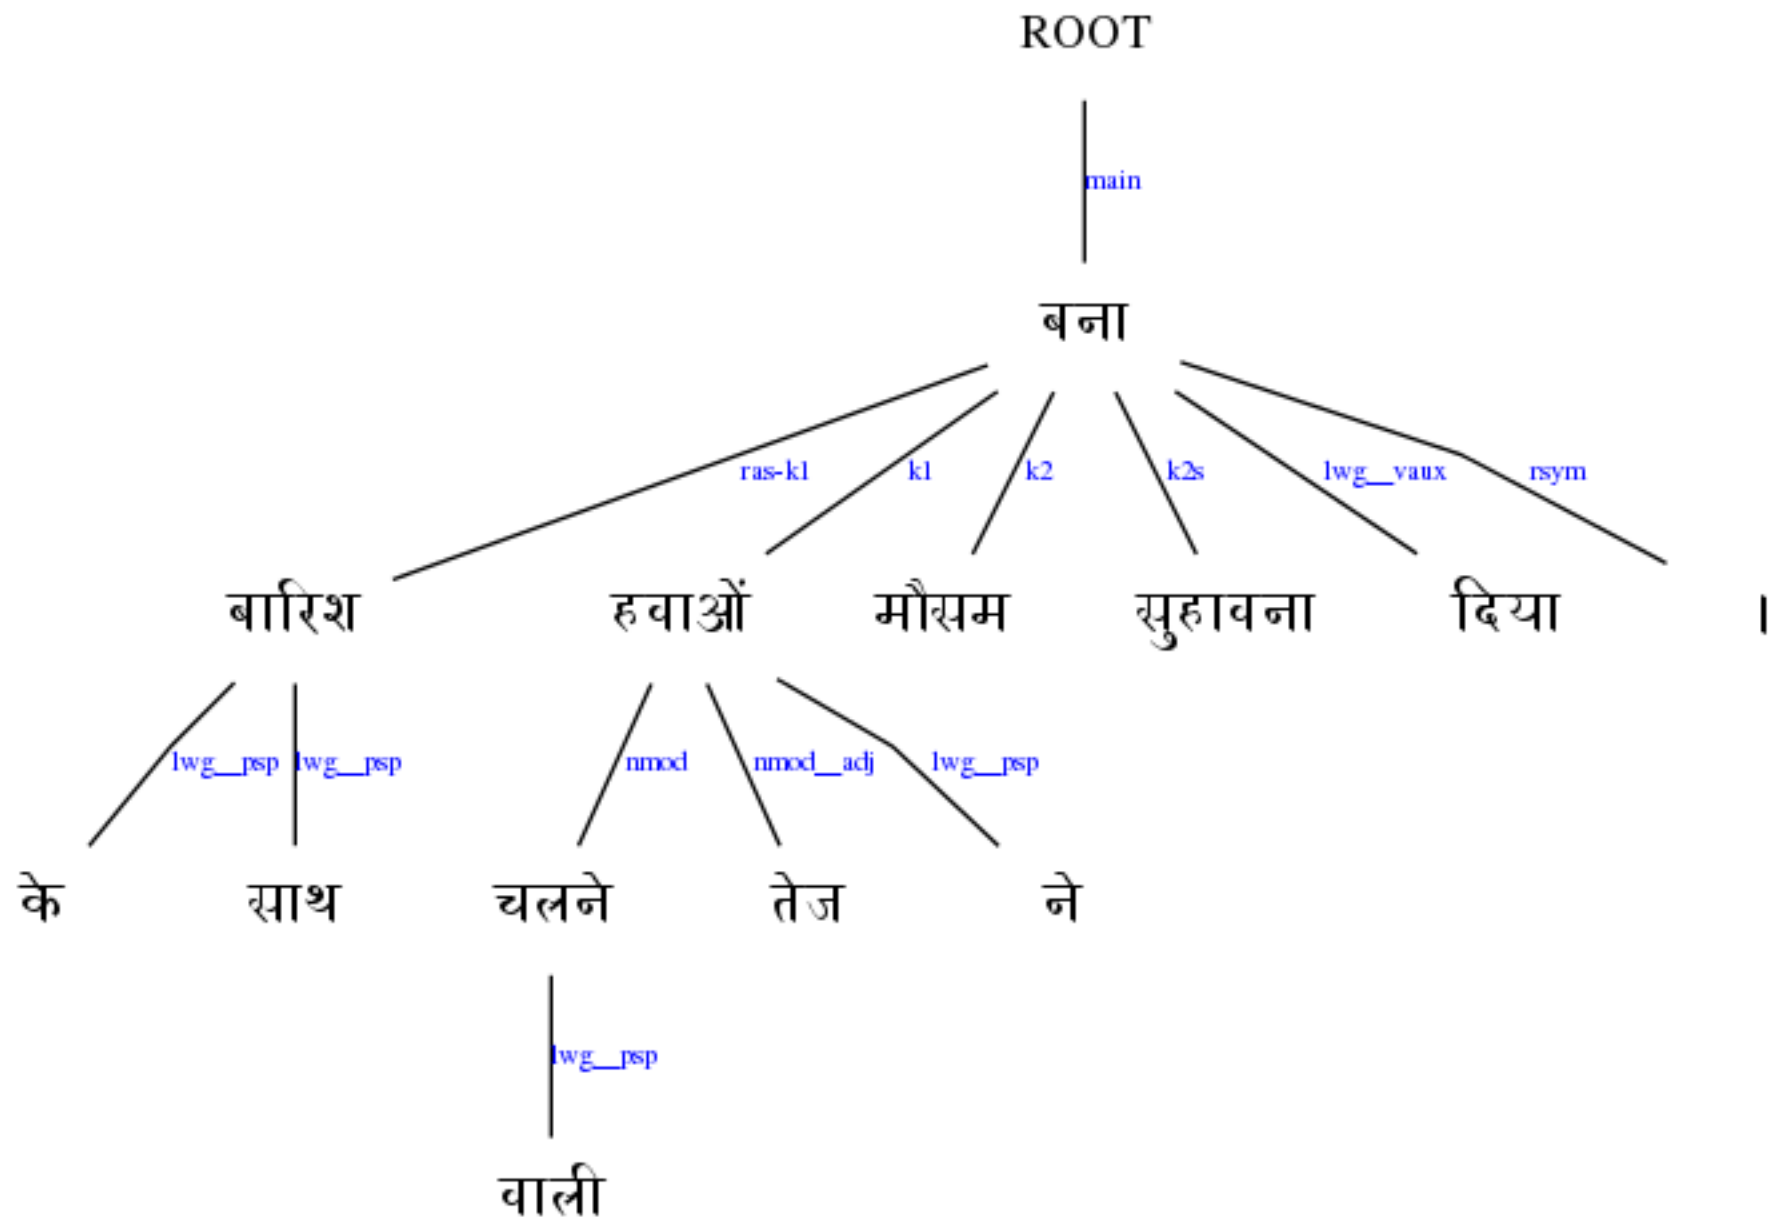 ROOT
main
बना
ras-k1 k1 k2 k2s lwg__vaux rsym
बारिश हवाओं मौसम सुहावना दिया ।
lwg__psp lwg__psp nmod nmod__adj lwg__psp
के साथ चलने तेज ने
lwg__psp
वाली